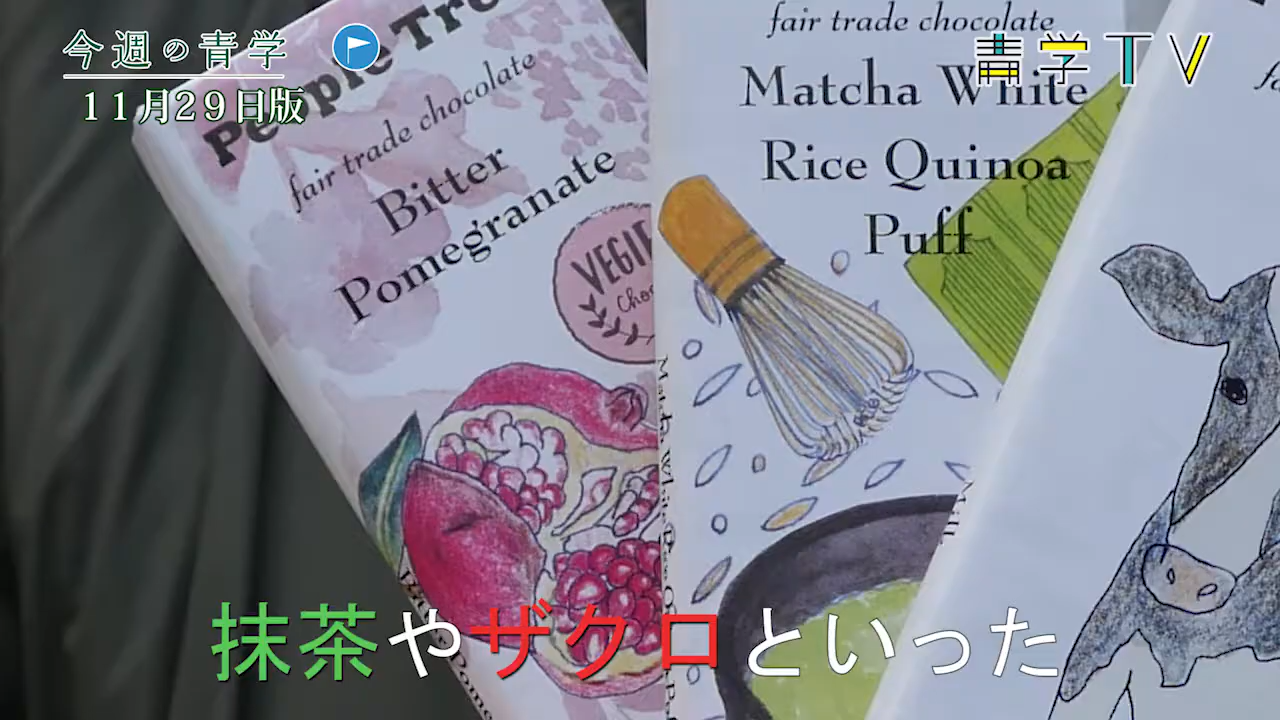 今週の青学
11月29日版
青学TV
People Tre
fair trade chocolate
Bitter
Pomegranate
VEGE
Choc
fair trade chocolate
Matcha White
Rice Quinoa
Puff
抹茶やザクロといった